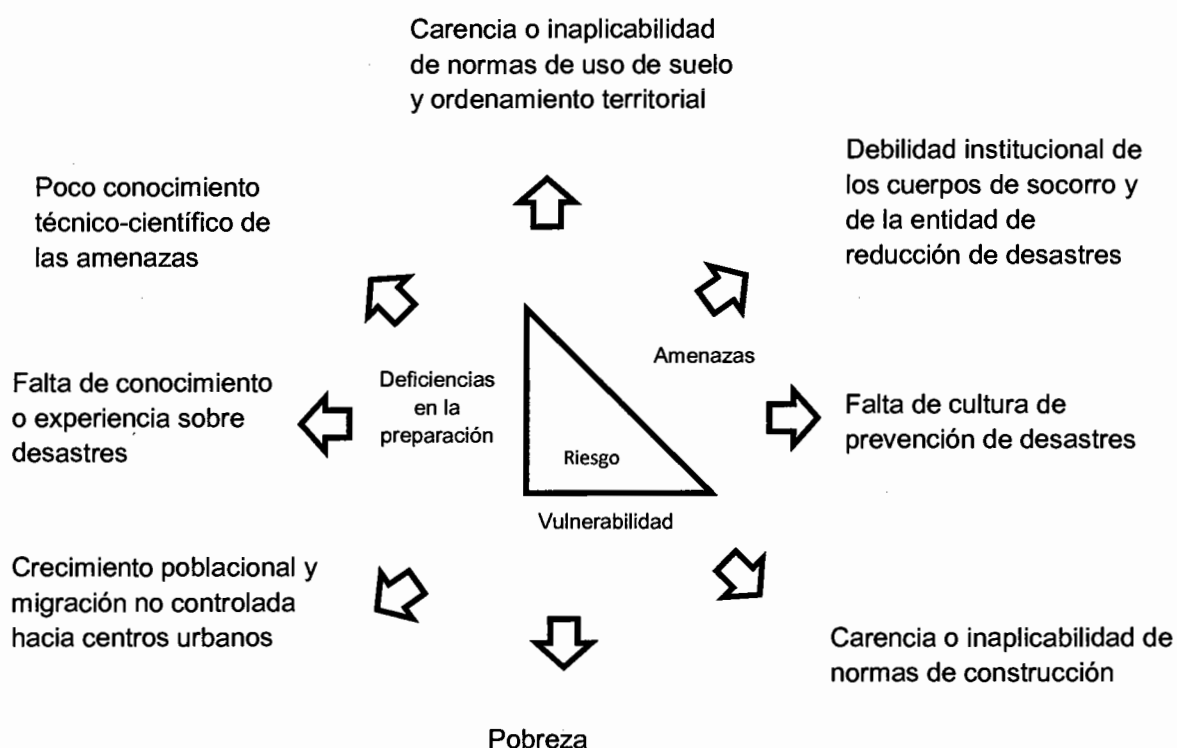 Carencia o inaplicabilidad
de normas de uso de suelo
y ordenamiento territorial
Debilidad institucional de
los cuerpos de socorro y
de la entidad de
reducción de desastres
Poco conocimiento
técnico-científico de
las amenazas
Amenazas
Falta de conocimiento
o experiencia sobre
desastres
Deficiencias
en la
preparación
Riesgo
Falta de cultura de
prevención de desastres
Vulnerabilidad
Crecimiento poblacional y
migración no controlada
hacia centros urbanos
Carencia o inaplicabilidad de
normas de construcción
Pobreza